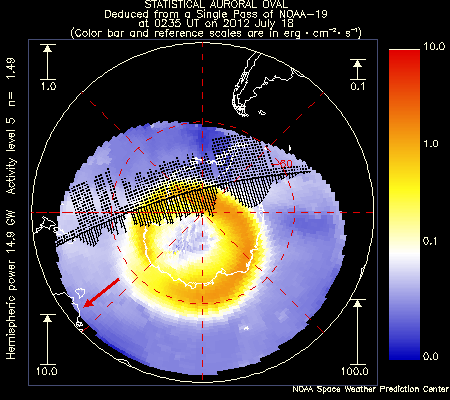 STATISTICAL AURORAL OVAL
Deduced from a Single Pass of NOAA-19
at 0235 UT on 2012 July 18
(Color bar and reference scales are in erg·cm⁻²·s⁻¹)
Hemispheric power 14.9 GW Activity level 5 n= 1.49
1.0
0.1
10.0
100.0
-50
10.0
1.0
0.1
0.0
NOAA Space Weather Prediction Center